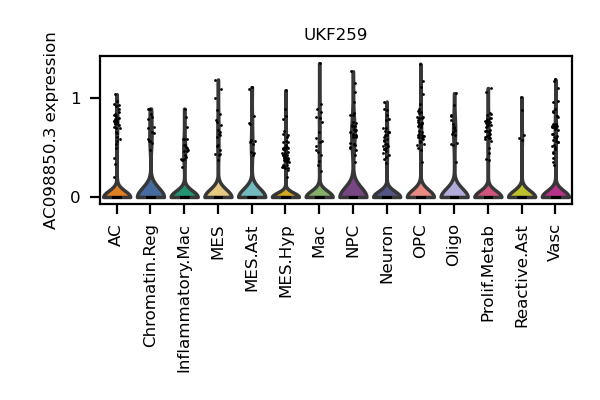 UKF259
AC098850.3 expression
1
0
AC
Chromatin.Reg
Inflammatory.Mac
MES
MES.Ast
MES.Hyp
Mac
NPC
Neuron
OPC
Oligo
Prolif.Metab
Reactive.Ast
Vasc